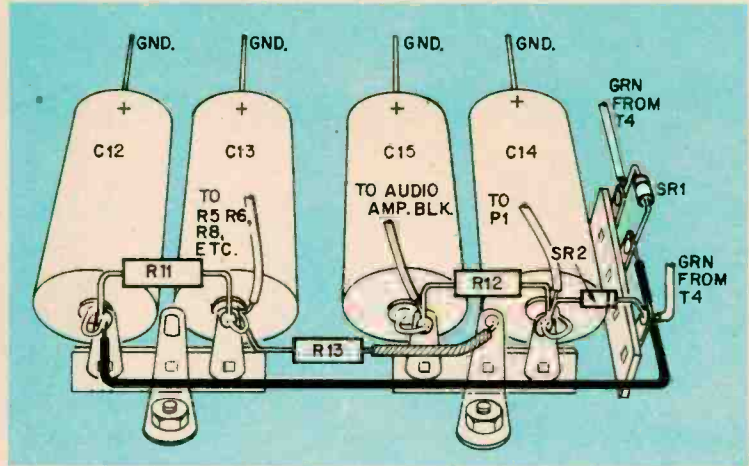 GND.
GND.
GND.
GND.
GRN
FROM
T4
+
+
+
+
C12
C13
C15
C14
SR1
TO
R5 R6,
R8,
ETC.
TO AUDIO
AMP. BLK.
TO
P1
SR2
GRN
FROM
T4
R11
R12
R13